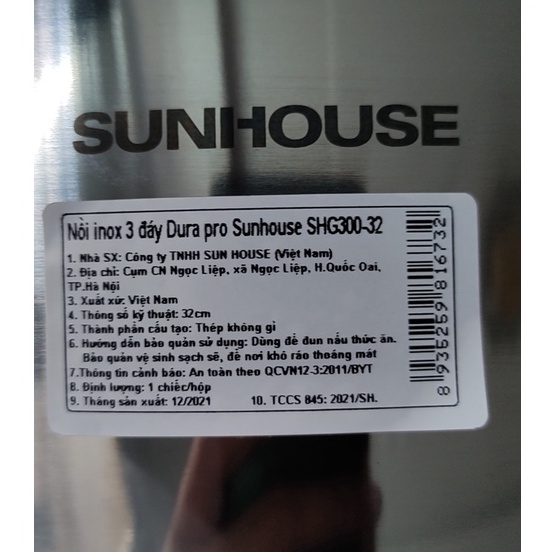 SUNHOUSE
Nồi inox 3 đáy Dura pro Sunhouse SHG300-32
1. Nhà SX: Công ty TNHH SUN HOUSE (Việt Nam)
2. Địa chỉ: Cụm CN Ngọc Liệp, xã Ngọc Liệp, H.Quốc Oai,
TP.Hà Nội
3. Xuất xứ: Việt Nam
4. Thông số kỹ thuật: 32cm
5. Thành phần cấu tạo: Thép không gỉ
6. Hướng dẫn bảo quản sử dụng: Dùng để đun nấu thức ăn.
Bảo quản vệ sinh sạch sẽ, để nơi khô ráo thoáng mát
7.Thông tin cảnh báo: An toàn theo QCVN12-3:2011/BYT
8. Định lượng: 1 chiếc/hộp
9. Tháng sản xuất: 12/2021 10. TCCS 845: 2021/SH.
8 935259 816732